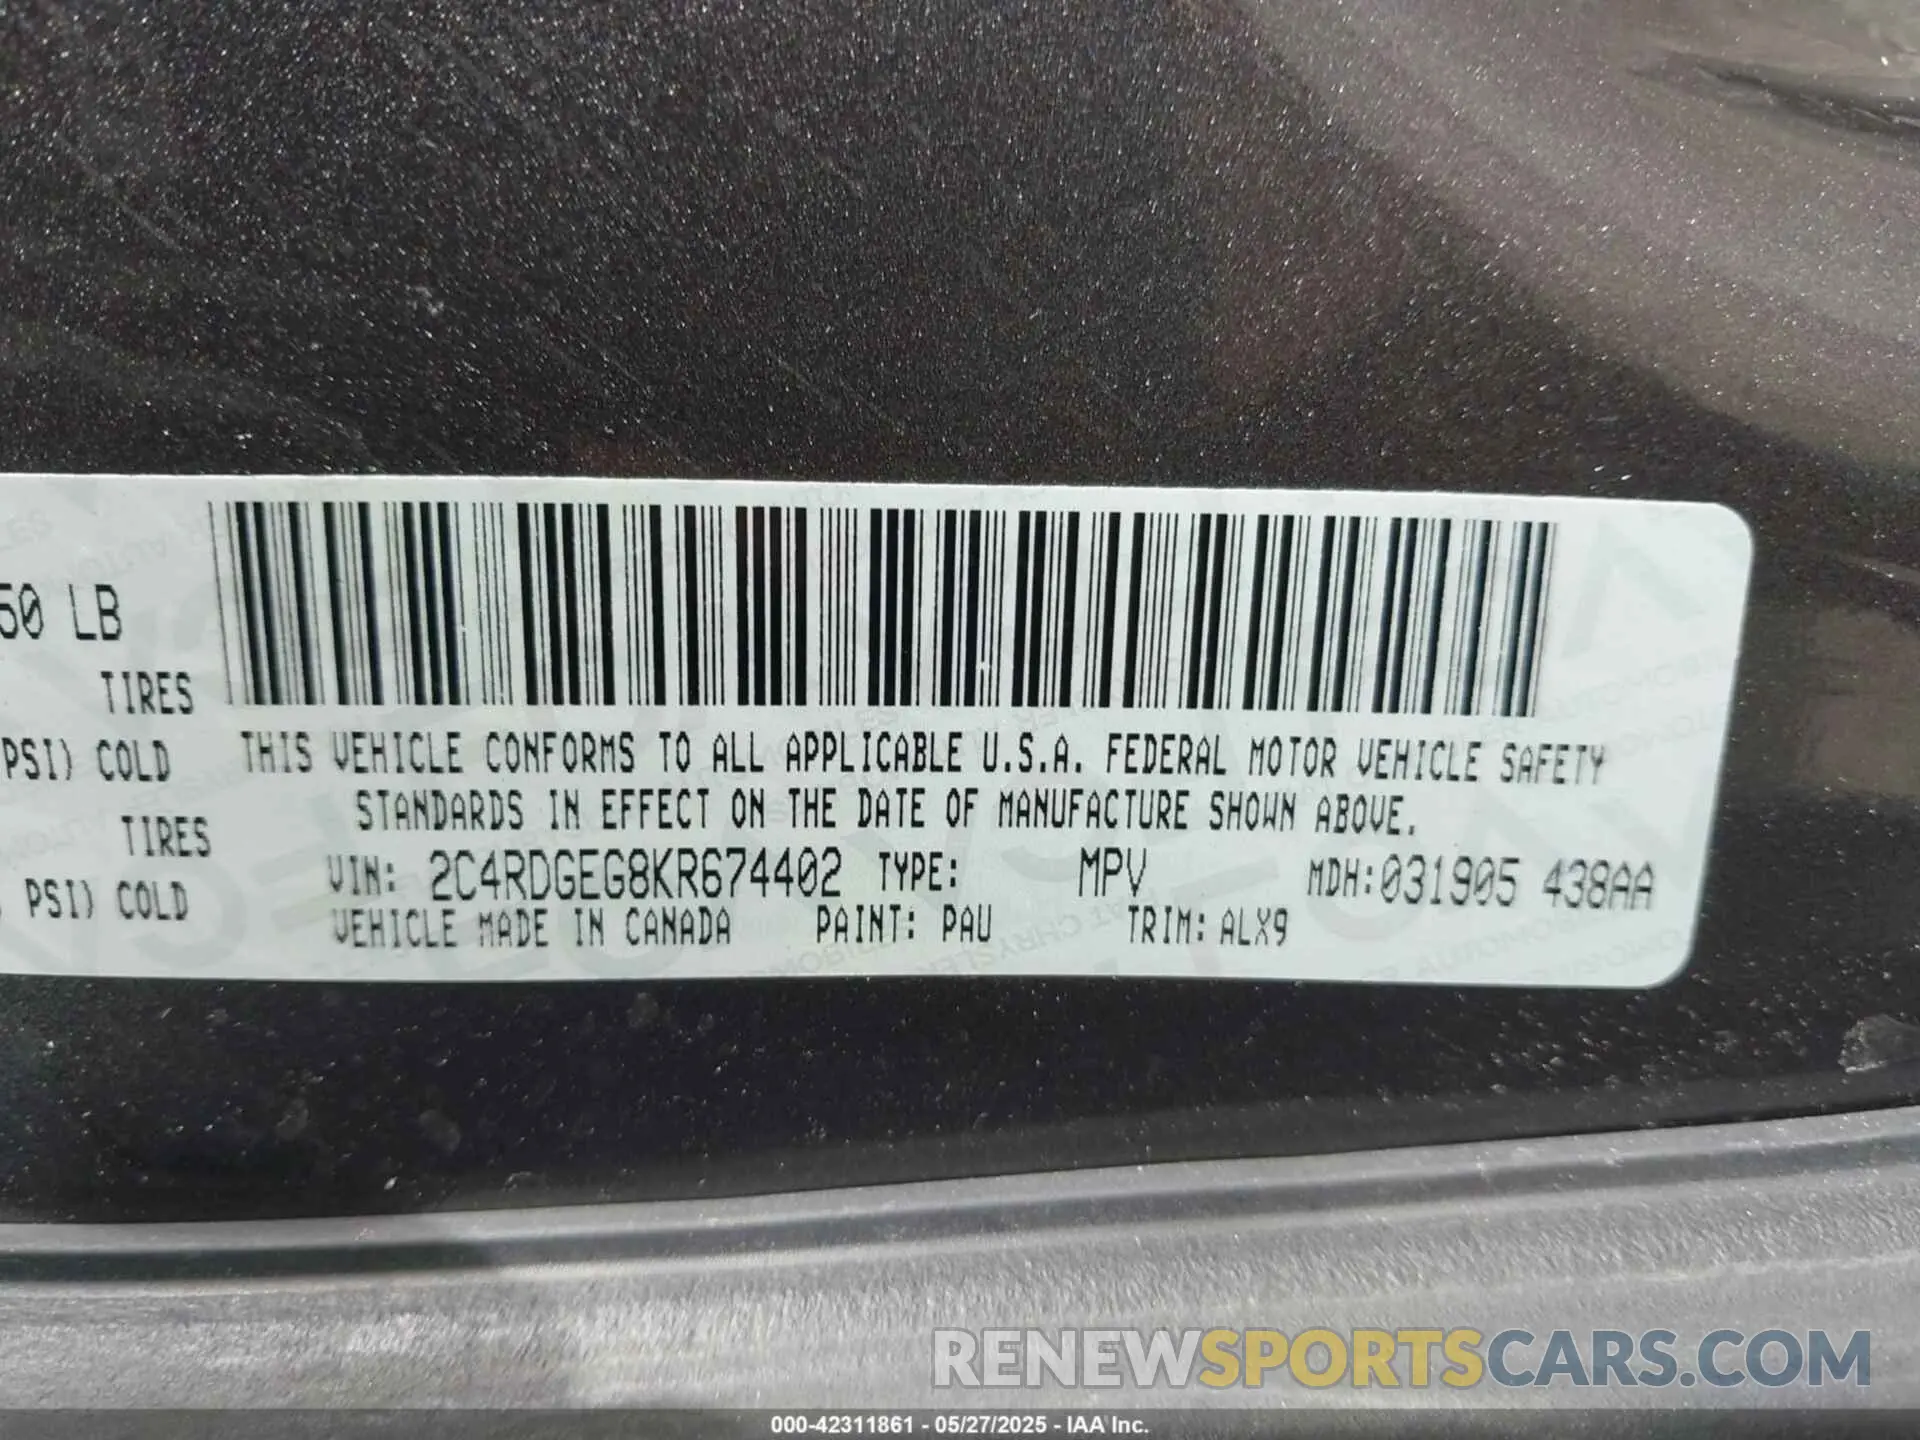 50 LB
TIRES
PSI) COLD
TIRES
PSI) COLD
THIS VEHICLE CONFORMS TO ALL APPLICABLE U.S.A. FEDERAL MOTOR VEHICLE SAFETY
STANDARDS IN EFFECT ON THE DATE OF MANUFACTURE SHOWN ABOVE.
VIN: 2C4RDGEG8KR674402 TYPE: MPV MDH:031905 438AA
VEHICLE MADE IN CANADA PAINT: PAU TRIM: ALX9
RENEWSPORTSCARS.COM
000-42311861 - 05/27/2025 - IAA Inc.